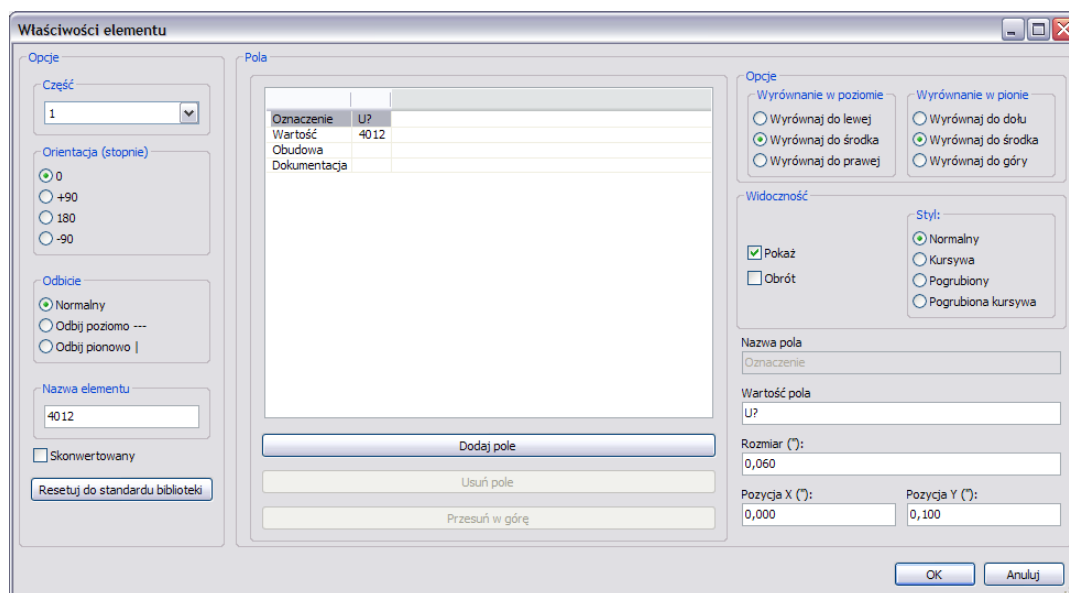 Właściwości elementu
Opcje
Część
1
Orientacja (stopnie)
0
+90
180
-90
Odbicie
Normalny
Odbij poziomo ---
Odbij pionowo |
Nazwa elementu
4012
Skonwertowany
Resetuj do standardu biblioteki
Pola
Oznaczenie U?
Wartość 4012
Obudowa
Dokumentacja
Dodaj pole
Usuń pole
Przesuń w górę
Opcje
Wyrównanie w poziomie
Wyrównaj do lewej
Wyrównaj do środka
Wyrównaj do prawej
Wyrównanie w pionie
Wyrównaj do dołu
Wyrównaj do środka
Wyrównaj do góry
Widoczność
Pokaż
Obrót
Styl:
Normalny
Kursywa
Pogrubiony
Pogrubiona kursywa
Nazwa pola
Oznaczenie
Wartość pola
U?
Rozmiar ("):
0,060
Pozycja X ("):
0,000
Pozycja Y ("):
0,100
OK
Anuluj